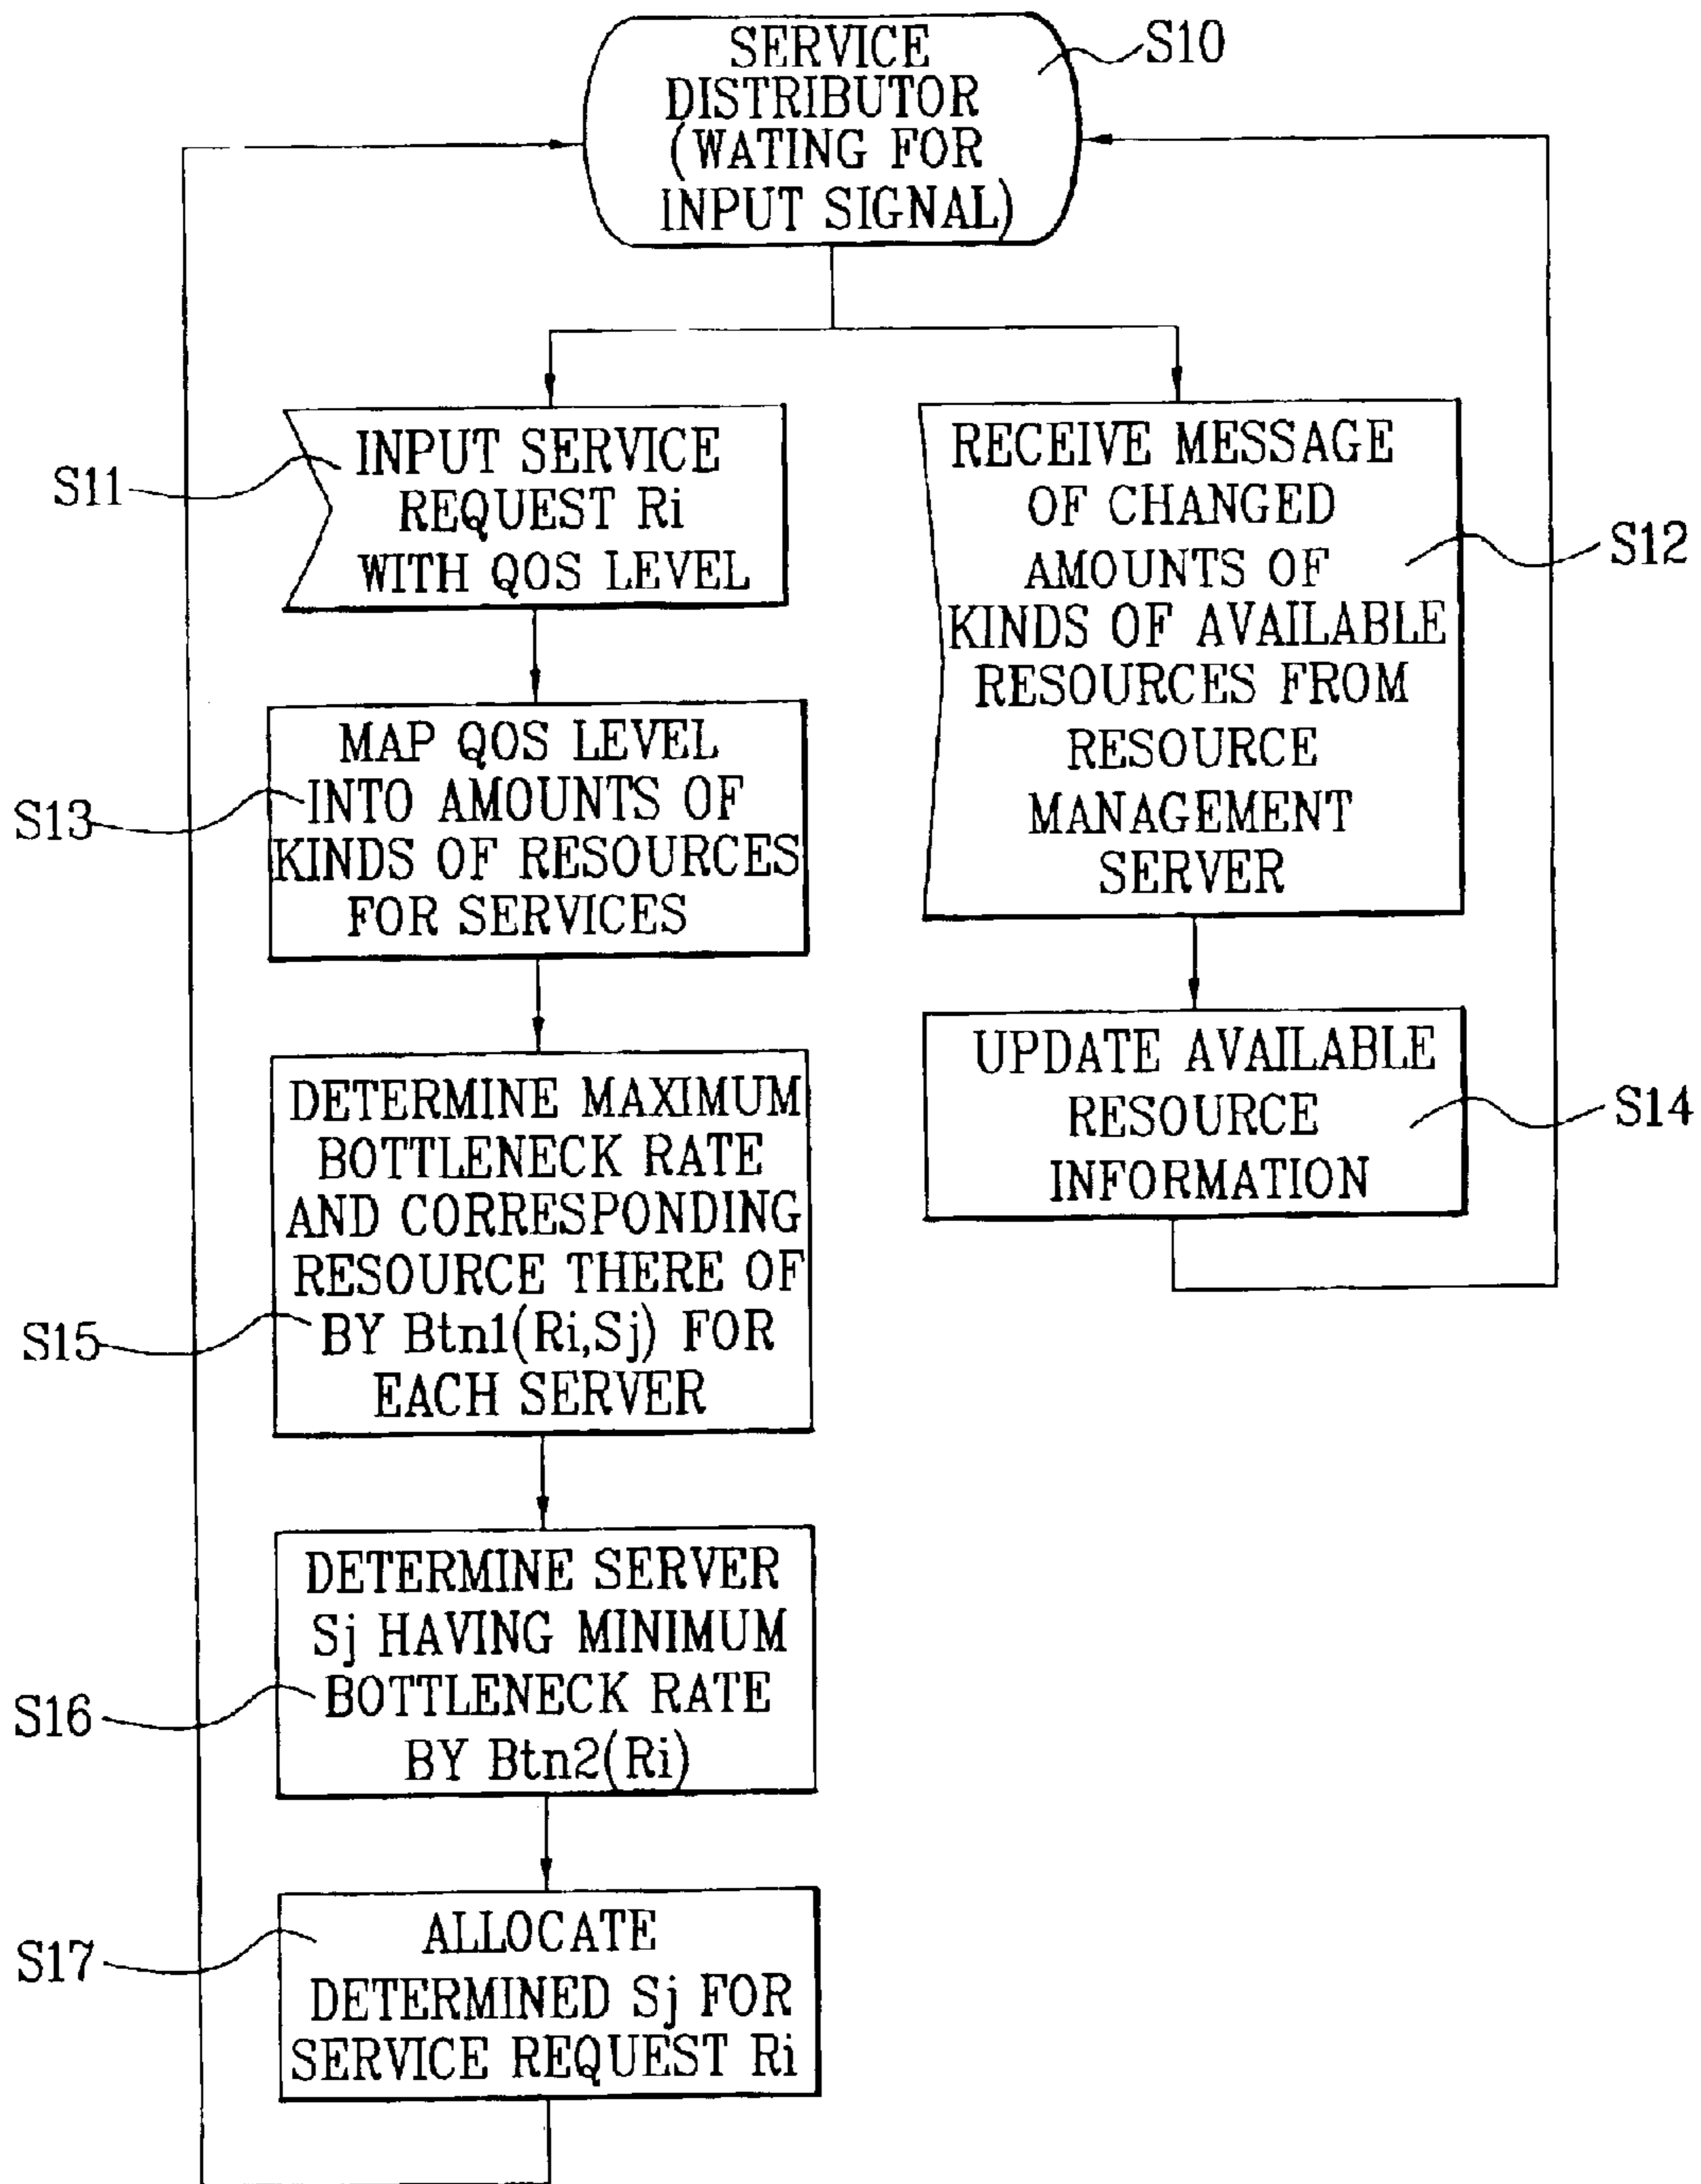 SERVICE
DISTRIBUTOR
(WATING FOR
INPUT SIGNAL)
S10
INPUT SERVICE
REQUEST Ri
WITH QOS LEVEL
S11
RECEIVE MESSAGE
OF CHANGED
AMOUNTS OF
KINDS OF AVAILABLE
RESOURCES FROM
RESOURCE
MANAGEMENT
SERVER
S12
MAP QOS LEVEL
INTO AMOUNTS OF
KINDS OF RESOURCES
FOR SERVICES
S13
UPDATE AVAILABLE
RESOURCE
INFORMATION
S14
DETERMINE MAXIMUM
BOTTLENECK RATE
AND CORRESPONDING
RESOURCE THERE OF
BY Btn1(Ri,Sj) FOR
EACH SERVER
S15
DETERMINE SERVER
Sj HAVING MINIMUM
BOTTLENECK RATE
BY Btn2(Ri)
S16
ALLOCATE
DETERMINED Sj FOR
SERVICE REQUEST Ri
S17